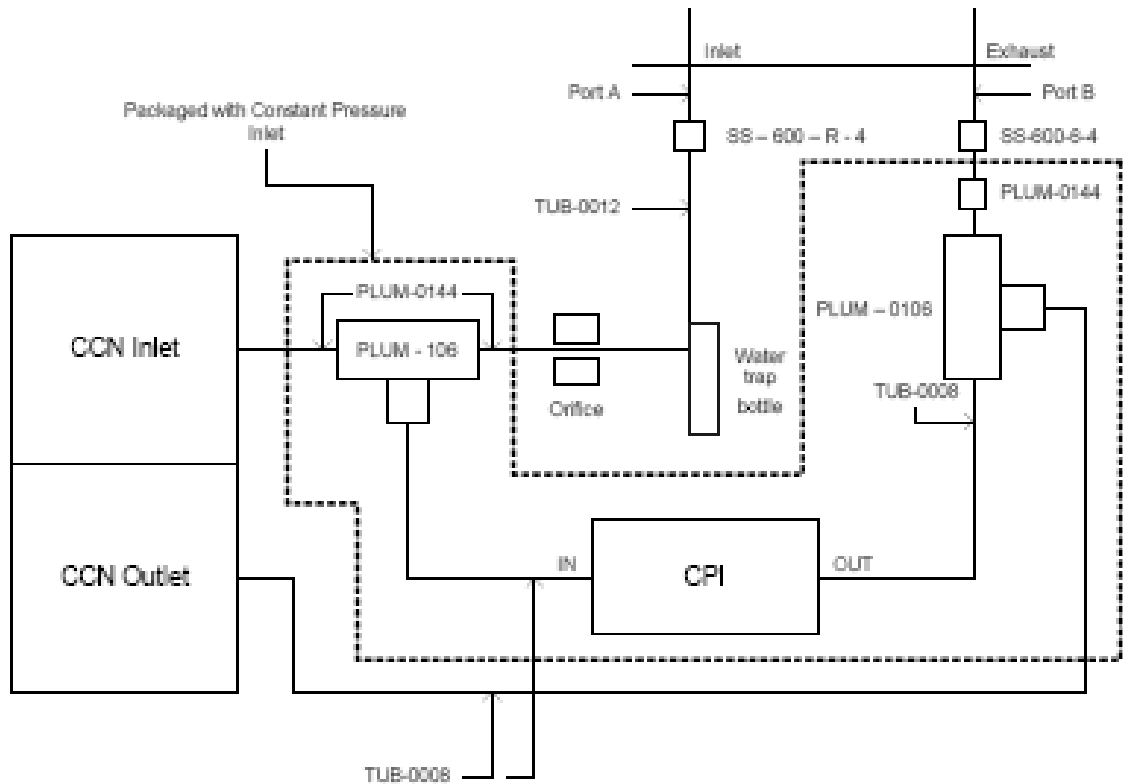 Inlet
Exhaust
Port A
Port B
Packaged with Constant Pressure
Inlet
SS – 600 – R - 4
SS-600-6-4
PLUM-0144
TUB-0012
PLUM-0144
PLUM – 0106
CCN Inlet
PLUM - 106
Water
trap
bottle
Orifice
TUB-0008
CCN Outlet
IN
CPI
OUT
TUB-0008